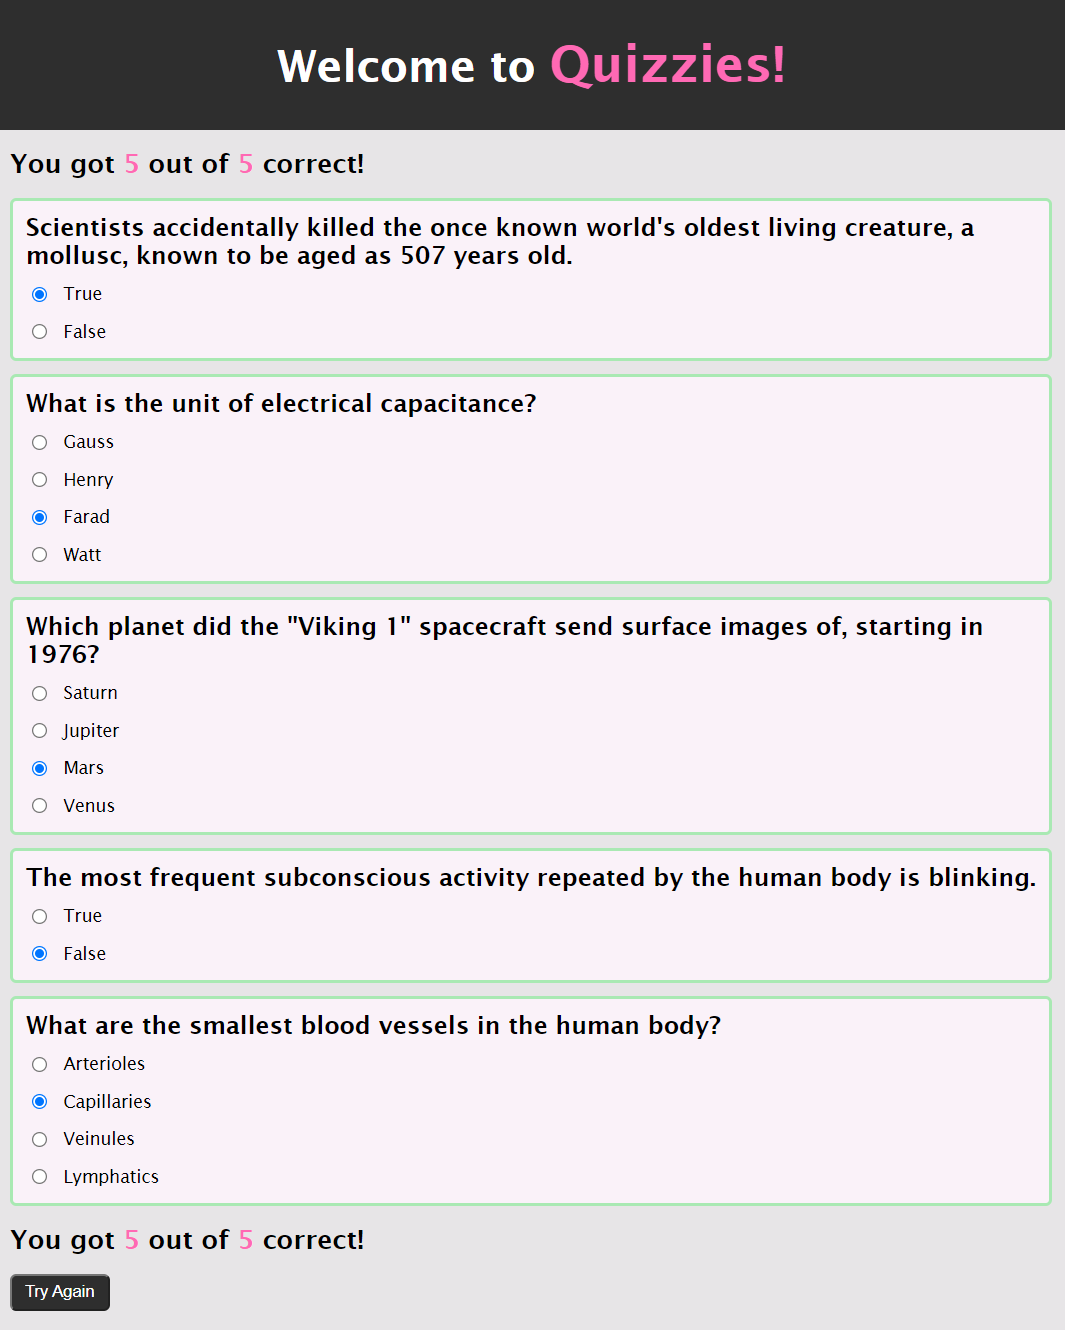 Welcome to Quizzies!
You got 5 out of 5 correct!
Scientists accidentally killed the once known world's oldest living creature, a
mollusc, known to be aged as 507 years old.
True
False
What is the unit of electrical capacitance?
Gauss
Henry
Farad
Watt
Which planet did the "Viking 1" spacecraft send surface images of, starting in
1976?
Saturn
Jupiter
Mars
Venus
The most frequent subconscious activity repeated by the human body is blinking.
True
False
What are the smallest blood vessels in the human body?
Arterioles
Capillaries
Veinules
Lymphatics
You got 5 out of 5 correct!
Try Again